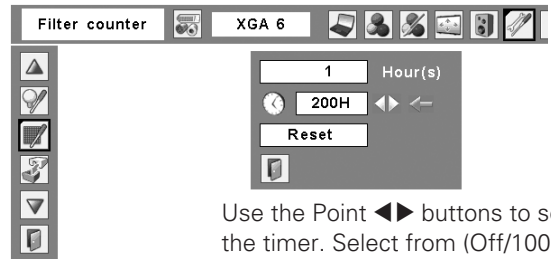 Filter counter
XGA 6
1 Hour(s)
200H
Reset
Use the Point ◀▶ buttons to s
the timer. Select from (Off/100